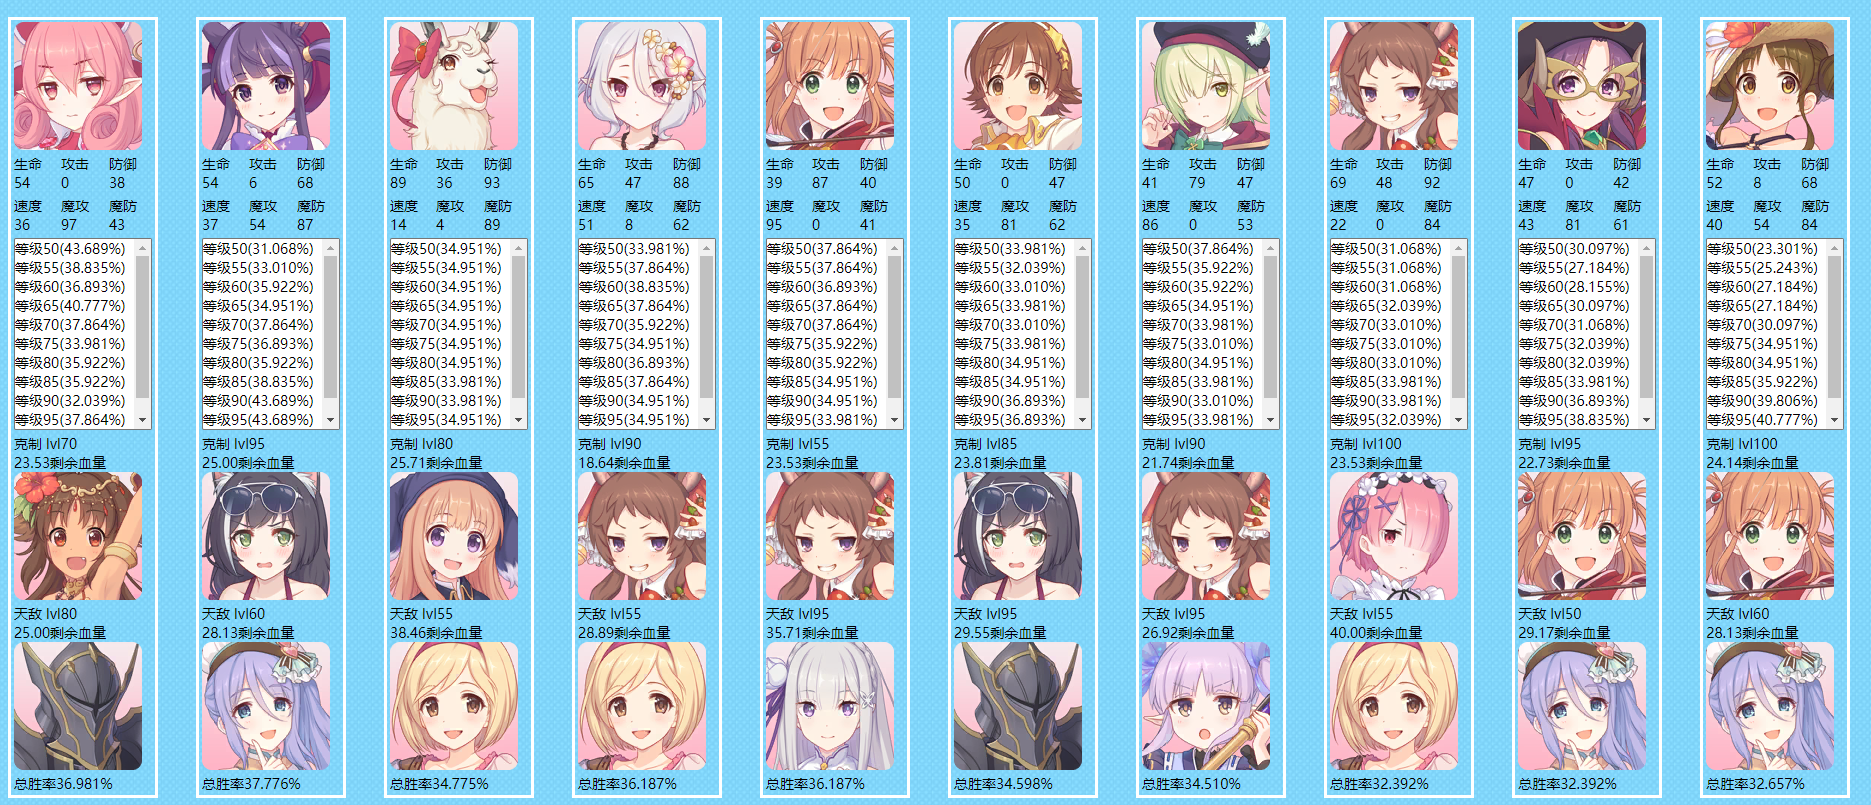 生命 攻击 防御
54 0 38
速度 魔攻 魔防
36 97 43
等级50(43.689%)
等级55(38.835%)
等级60(36.893%)
等级65(40.777%)
等级70(37.864%)
等级75(33.981%)
等级80(35.922%)
等级85(35.922%)
等级90(32.039%)
等级95(37.864%)
克制 lvl70
23.53剩余血量
天敌 lvl80
25.00剩余血量
总胜率36.981%
生命 攻击 防御
54 6 68
速度 魔攻 魔防
37 54 87
等级50(31.068%)
等级55(33.010%)
等级60(35.922%)
等级65(34.951%)
等级70(37.864%)
等级75(36.893%)
等级80(35.922%)
等级85(38.835%)
等级90(43.689%)
等级95(43.689%)
克制 lvl95
25.00剩余血量
天敌 lvl60
28.13剩余血量
总胜率37.776%
生命 攻击 防御
89 36 93
速度 魔攻 魔防
14 4 89
等级50(34.951%)
等级55(34.951%)
等级60(34.951%)
等级65(34.951%)
等级70(34.951%)
等级75(34.951%)
等级80(34.951%)
等级85(33.981%)
等级90(33.981%)
等级95(34.951%)
克制 lvl80
25.71剩余血量
天敌 lvl55
38.46剩余血量
总胜率34.775%
生命 攻击 防御
65 47 88
速度 魔攻 魔防
51 8 62
等级50(33.981%)
等级55(37.864%)
等级60(38.835%)
等级65(37.864%)
等级70(35.922%)
等级75(34.951%)
等级80(36.893%)
等级85(37.864%)
等级90(34.951%)
等级95(34.951%)
克制 lvl90
18.64剩余血量
天敌 lvl55
28.89剩余血量
总胜率36.187%
生命 攻击 防御
39 87 40
速度 魔攻 魔防
95 0 41
等级50(37.864%)
等级55(37.864%)
等级60(36.893%)
等级65(37.864%)
等级70(37.864%)
等级75(35.922%)
等级80(35.922%)
等级85(34.951%)
等级90(34.951%)
等级95(33.981%)
克制 lvl55
23.53剩余血量
天敌 lvl95
35.71剩余血量
总胜率36.187%
生命 攻击 防御
50 0 47
速度 魔攻 魔防
35 81 62
等级50(33.981%)
等级55(32.039%)
等级60(33.010%)
等级65(33.981%)
等级70(33.010%)
等级75(33.981%)
等级80(34.951%)
等级85(34.951%)
等级90(36.893%)
等级95(36.893%)
克制 lvl85
23.81剩余血量
天敌 lvl95
29.55剩余血量
总胜率34.598%
生命 攻击 防御
41 79 47
速度 魔攻 魔防
86 0 53
等级50(37.864%)
等级55(35.922%)
等级60(35.922%)
等级65(34.951%)
等级70(33.981%)
等级75(33.010%)
等级80(34.951%)
等级85(33.981%)
等级90(33.010%)
等级95(33.981%)
克制 lvl90
21.74剩余血量
天敌 lvl95
26.92剩余血量
总胜率34.510%
生命 攻击 防御
69 48 92
速度 魔攻 魔防
22 0 84
等级50(31.068%)
等级55(31.068%)
等级60(31.068%)
等级65(32.039%)
等级70(33.010%)
等级75(33.010%)
等级80(33.010%)
等级85(33.981%)
等级90(33.981%)
等级95(32.039%)
克制 lvl100
23.53剩余血量
天敌 lvl55
40.00剩余血量
总胜率32.392%
生命 攻击 防御
47 0 42
速度 魔攻 魔防
43 81 61
等级50(30.097%)
等级55(27.184%)
等级60(28.155%)
等级65(30.097%)
等级70(31.068%)
等级75(32.039%)
等级80(32.039%)
等级85(33.981%)
等级90(36.893%)
等级95(38.835%)
克制 lvl95
22.73剩余血量
天敌 lvl50
29.17剩余血量
总胜率32.392%
生命 攻击 防御
52 8 68
速度 魔攻 魔防
40 54 84
等级50(23.301%)
等级55(25.243%)
等级60(27.184%)
等级65(27.184%)
等级70(30.097%)
等级75(34.951%)
等级80(34.951%)
等级85(35.922%)
等级90(39.806%)
等级95(40.777%)
克制 lvl100
24.14剩余血量
天敌 lvl60
28.13剩余血量
总胜率32.657%